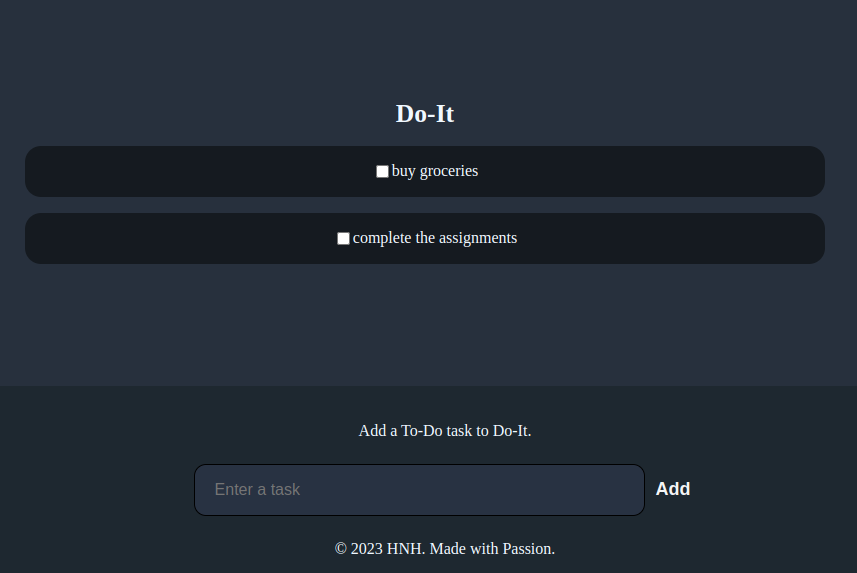 Do-It
buy groceries
complete the assignments
Add a To-Do task to Do-It.
Enter a task
Add
© 2023 HNH. Made with Passion.